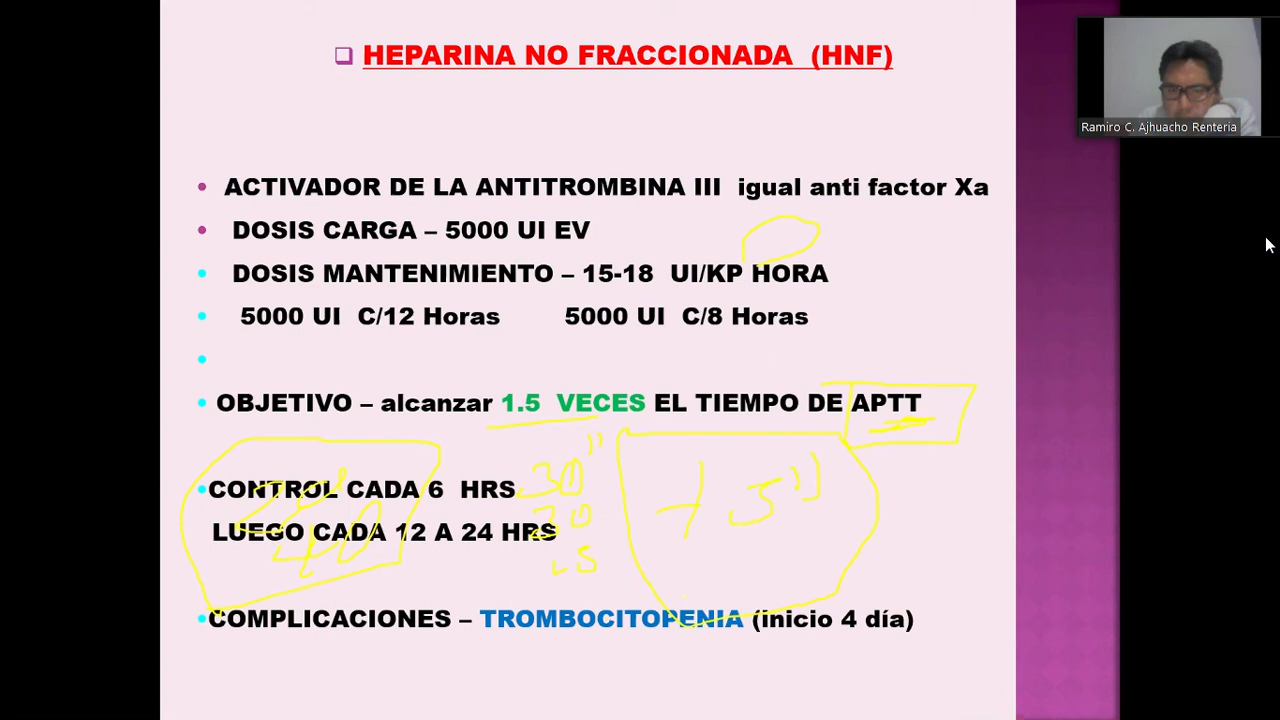 HEPARINA NO FRACCIONADA (HNF)
Ramiro C. Ajhuacho Renteria
ACTIVADOR DE LA ANTITROMBINA III igual anti factor Xa
DOSIS CARGA – 5000 UI EV
DOSIS MANTENIMIENTO – 15-18 UI/KP HORA
5000 UI C/12 Horas 5000 UI C/8 Horas
OBJETIVO – alcanzar 1.5 VECES EL TIEMPO DE APTT
30"
CONTROL CADA 6 HRS
LUEGO CADA 12 A 24 HRS
COMPLICACIONES – TROMBOCITOPENIA (inicio 4 día)